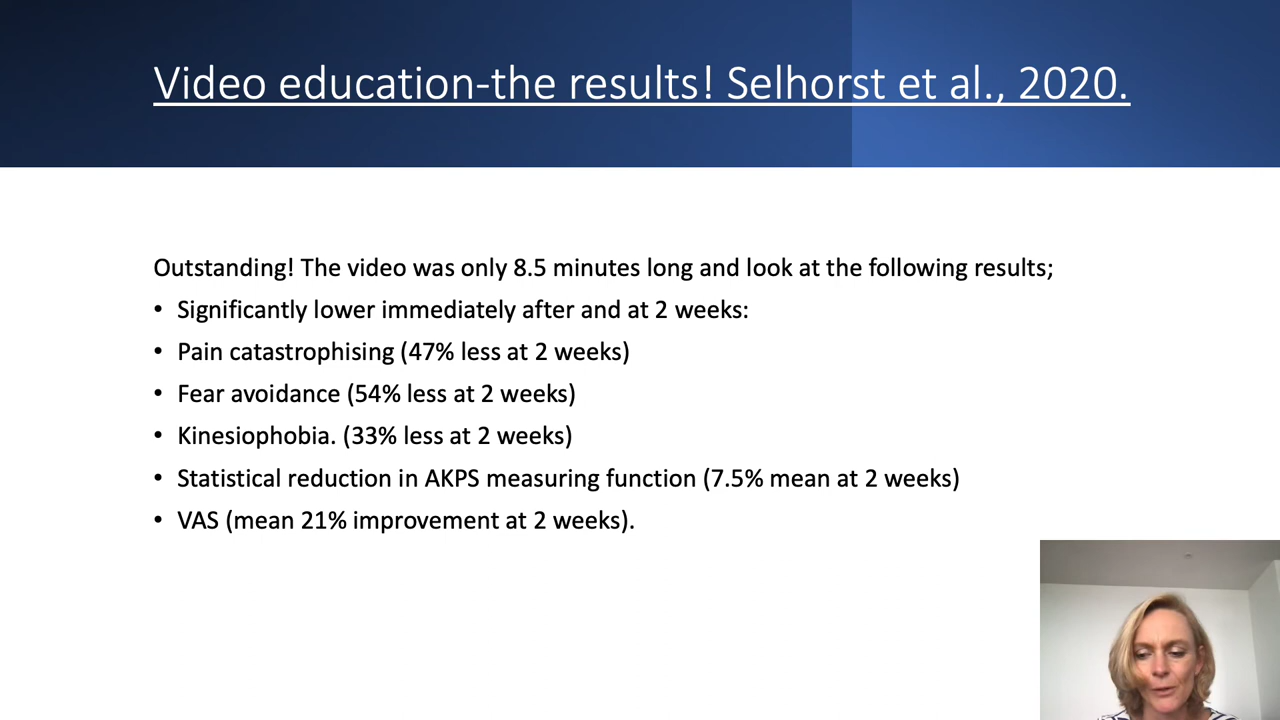 Video education-the results! Selhorst et al., 2020.
Outstanding! The video was only 8.5 minutes long and look at the following results;
• Significantly lower immediately after and at 2 weeks:
• Pain catastrophising (47% less at 2 weeks)
• Fear avoidance (54% less at 2 weeks)
• Kinesiophobia. (33% less at 2 weeks)
• Statistical reduction in AKPS measuring function (7.5% mean at 2 weeks)
• VAS (mean 21% improvement at 2 weeks).